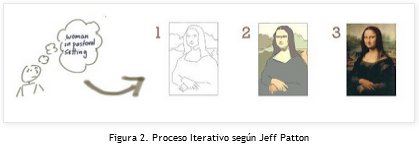 woman
in pastoral
setting
1
2
3
Figura 2. Proceso Iterativo según Jeff Patton